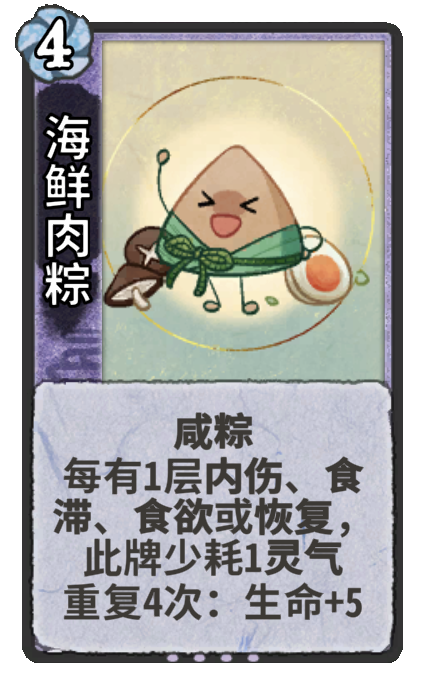 4
海鲜肉粽
咸粽
每有1层内伤、食
滞、食欲或恢复，
此牌少耗1灵气
重复4次：生命+5